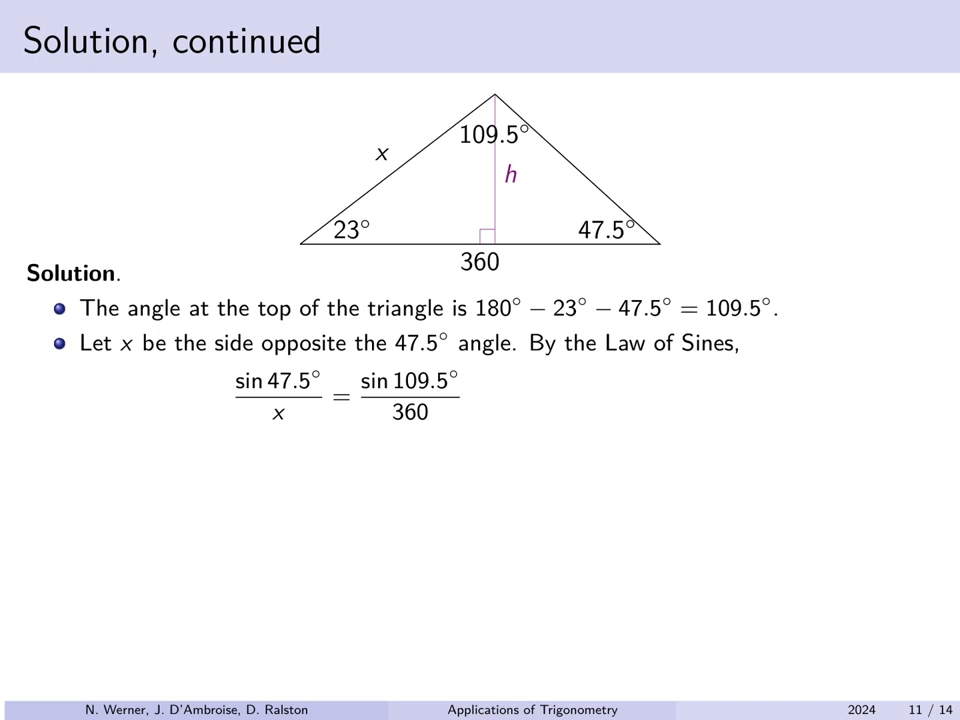 Solution, continued
109.5°
x
h
23°
47.5°
360
Solution.
The angle at the top of the triangle is 180° − 23° − 47.5° = 109.5°.
Let x be the side opposite the 47.5° angle. By the Law of Sines,
sin 47.5° / x = sin 109.5° / 360
N. Werner, J. D'Ambroise, D. Ralston
Applications of Trigonometry
2024
11 / 14